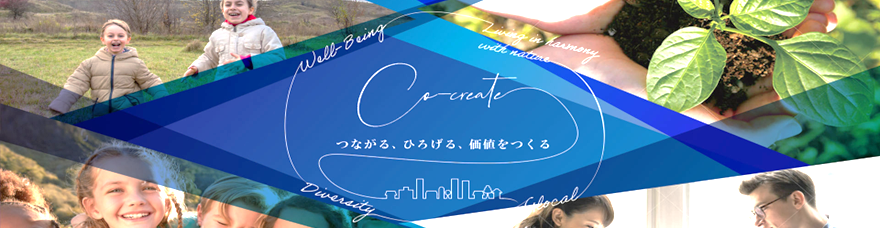 Well-Being
Living in harmony
with nature
Co-create
つながる、ひろげる、価値をつくる
Diversity
Glocal